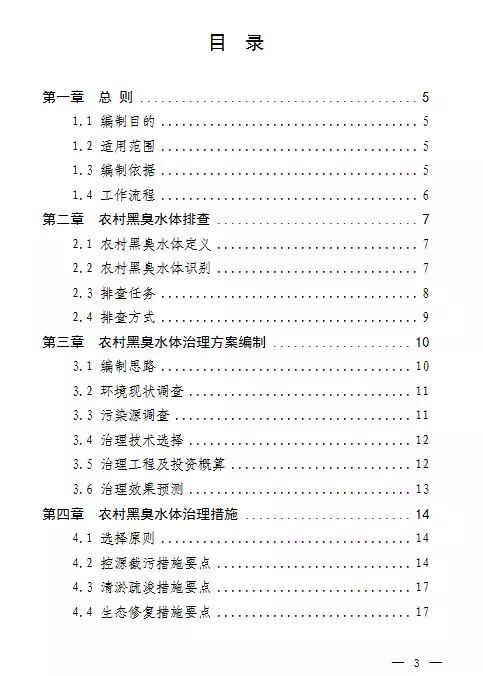 目 录
第一章 总 则 ........................................ 5
1.1 编制目的 ........................................ 5
1.2 适用范围 ........................................ 5
1.3 编制依据 ........................................ 5
1.4 工作流程 ........................................ 6
第二章 农村黑臭水体排查 ........................................ 7
2.1 农村黑臭水体定义 ........................................ 7
2.2 农村黑臭水体识别 ........................................ 7
2.3 排查任务 ........................................ 8
2.4 排查方式 ........................................ 9
第三章 农村黑臭水体治理方案编制 ........................................ 10
3.1 编制思路 ........................................ 10
3.2 环境现状调查 ........................................ 11
3.3 污染源调查 ........................................ 11
3.4 治理技术选择 ........................................ 12
3.5 治理工程及投资概算 ........................................ 12
3.6 治理效果预测 ........................................ 13
第四章 农村黑臭水体治理措施 ........................................ 14
4.1 选择原则 ........................................ 14
4.2 控源截污措施要点 ........................................ 14
4.3 清淤疏浚措施要点 ........................................ 17
4.4 生态修复措施要点 ........................................ 17
— 3 —